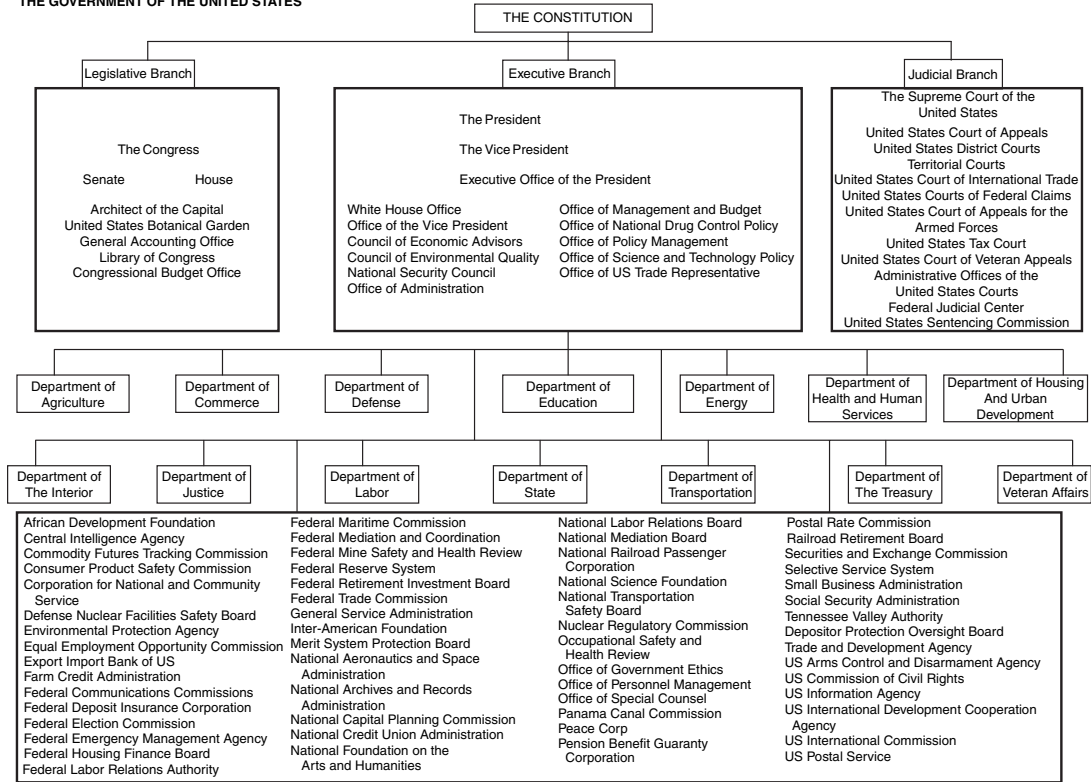 THE GOVERNMENT OF THE UNITED STATES
THE CONSTITUTION
Legislative Branch
Executive Branch
Judicial Branch
The Congress
Senate House
Architect of the Capital
United States Botanical Garden
General Accounting Office
Library of Congress
Congressional Budget Office
The President
The Vice President
Executive Office of the President
White House Office
Office of the Vice President
Council of Economic Advisors
Council of Environmental Quality
National Security Council
Office of Administration
Office of Management and Budget
Office of National Drug Control Policy
Office of Policy Management
Office of Science and Technology Policy
Office of US Trade Representative
The Supreme Court of the
United States
United States Court of Appeals
United States District Courts
Territorial Courts
United States Court of International Trade
United States Courts of Federal Claims
United States Court of Appeals for the
Armed Forces
United States Tax Court
United States Court of Veteran Appeals
Administrative Offices of the
United States Courts
Federal Judicial Center
United States Sentencing Commission
Department of
Agriculture
Department of
Commerce
Department of
Defense
Department of
Education
Department of
Energy
Department of
Health and Human
Services
Department of Housing
And Urban
Development
Department of
The Interior
Department of
Justice
Department of
Labor
Department of
State
Department of
Transportation
Department of
The Treasury
Department of
Veteran Affairs
African Development Foundation
Central Intelligence Agency
Commodity Futures Tracking Commission
Consumer Product Safety Commission
Corporation for National and Community
Service
Defense Nuclear Facilities Safety Board
Environmental Protection Agency
Equal Employment Opportunity Commission
Export Import Bank of US
Farm Credit Administration
Federal Communications Commissions
Federal Deposit Insurance Corporation
Federal Election Commission
Federal Emergency Management Agency
Federal Housing Finance Board
Federal Labor Relations Authority
Federal Maritime Commission
Federal Mediation and Coordination
Federal Mine Safety and Health Review
Federal Reserve System
Federal Retirement Investment Board
Federal Trade Commission
General Service Administration
Inter-American Foundation
Merit System Protection Board
National Aeronautics and Space
Administration
National Archives and Records
Administration
National Capital Planning Commission
National Credit Union Administration
National Foundation on the
Arts and Humanities
National Labor Relations Board
National Mediation Board
National Railroad Passenger
Corporation
National Science Foundation
National Transportation
Safety Board
Nuclear Regulatory Commission
Occupational Safety and
Health Review
Office of Government Ethics
Office of Personnel Management
Office of Special Counsel
Panama Canal Commission
Peace Corp
Pension Benefit Guaranty
Corporation
Postal Rate Commission
Railroad Retirement Board
Securities and Exchange Commission
Selective Service System
Small Business Administration
Social Security Administration
Tennessee Valley Authority
Depositor Protection Oversight Board
Trade and Development Agency
US Arms Control and Disarmament Agency
US Commission of Civil Rights
US Information Agency
US International Development Cooperation
Agency
US International Commission
US Postal Service